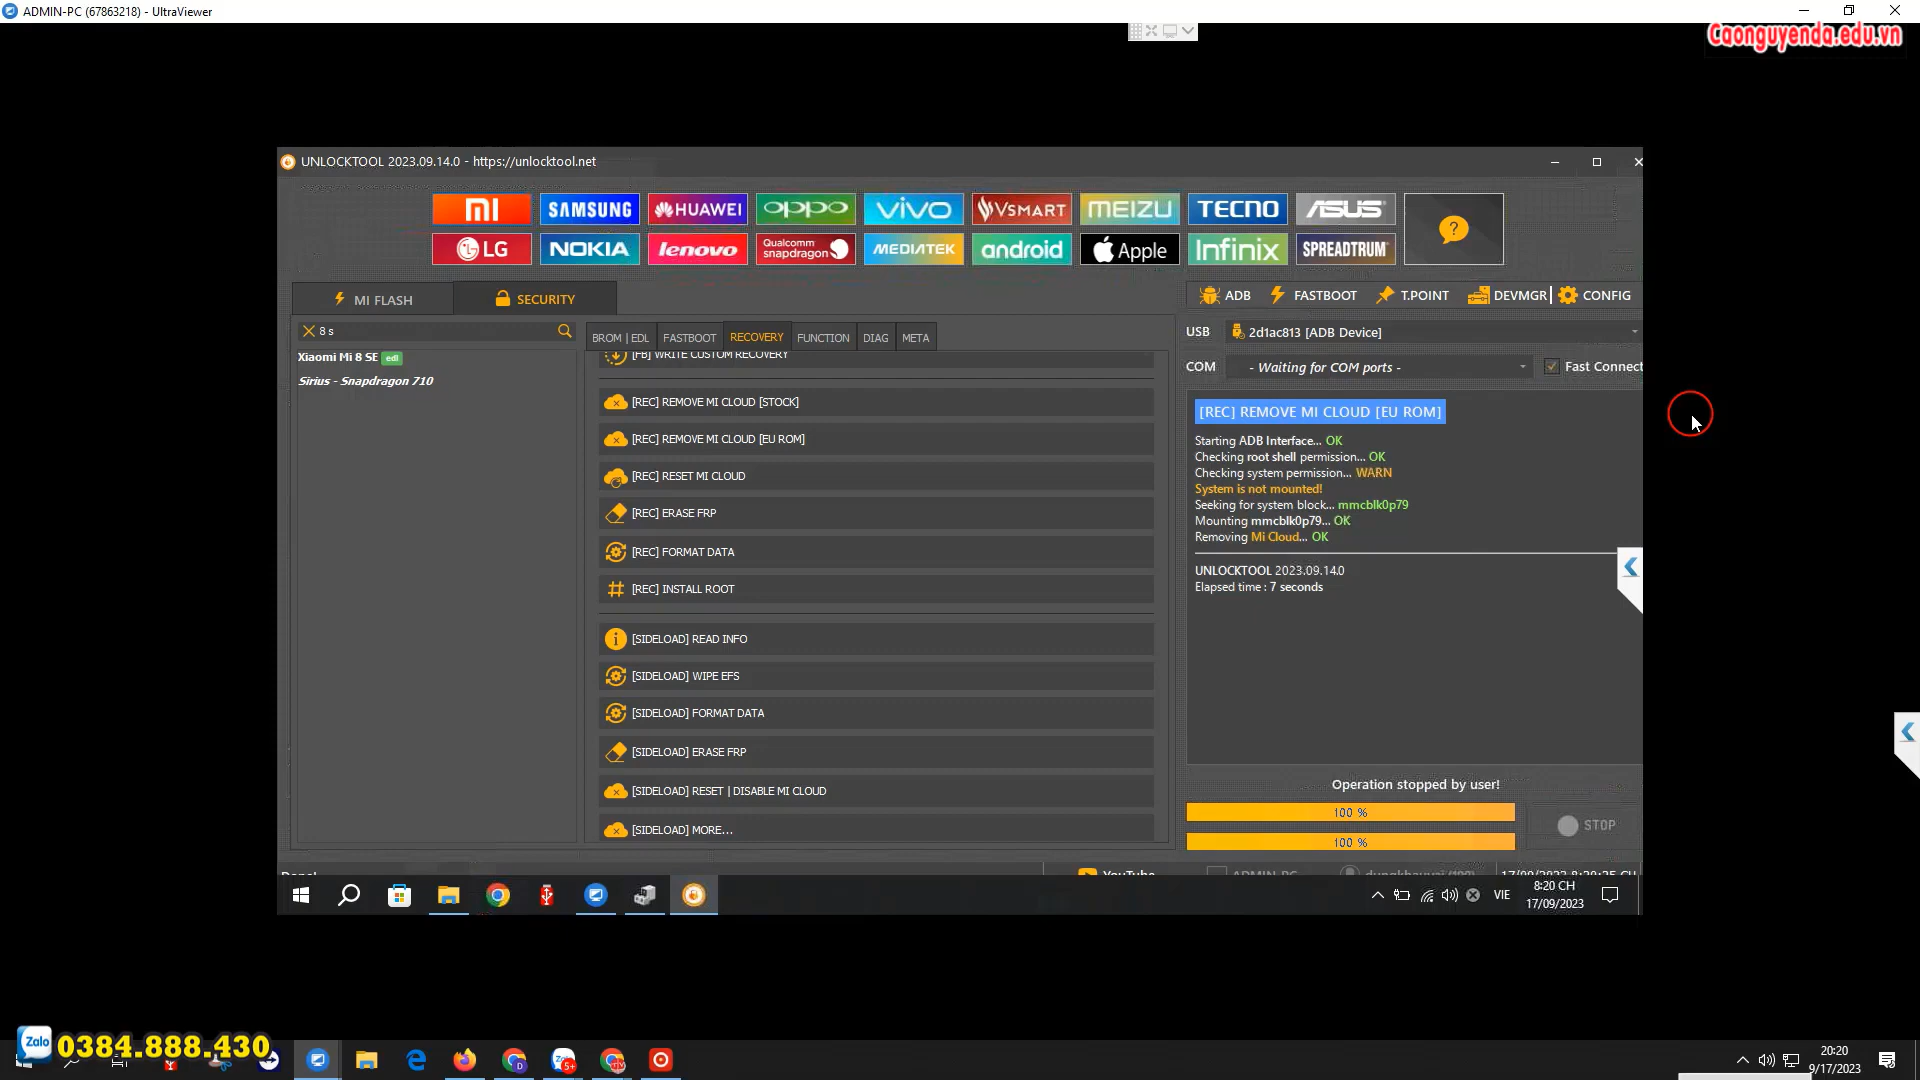 ADMIN-PC (67863218) - UltraViewer
Caonguyenda.edu.vn
UNLOCKTOOL 2023.09.14.0 - https://unlocktool.net
MI SAMSUNG HUAWEI OPPO VIVO VSMART MEIZU TECNO ASUS ?
LG NOKIA lenovo Qualcomm snapdragon MEDIATEK android Apple Infinix SPREADTRUM
MI FLASH SECURITY
ADB FASTBOOT T.POINT DEVMGR CONFIG
8 s
BROM | EDL FASTBOOT RECOVERY FUNCTION DIAG META
USB 2d1ac813 [ADB Device]
Xiaomi Mi 8 SE edl
Sirius - Snapdragon 710
COM - Waiting for COM ports - Fast Connect
[FB] WRITE CUSTOM RECOVERY
[REC] REMOVE MI CLOUD [STOCK]
[REC] REMOVE MI CLOUD [EU ROM]
[REC] RESET MI CLOUD
[REC] ERASE FRP
[REC] FORMAT DATA
[REC] INSTALL ROOT
[SIDELOAD] READ INFO
[SIDELOAD] WIPE EFS
[SIDELOAD] FORMAT DATA
[SIDELOAD] ERASE FRP
[SIDELOAD] RESET | DISABLE MI CLOUD
[SIDELOAD] MORE...
[REC] REMOVE MI CLOUD [EU ROM]
Starting ADB Interface... OK
Checking root shell permission... OK
Checking system permission... WARN
System is not mounted!
Seeking for system block... mmcblk0p79
Mounting mmcblk0p79... OK
Removing Mi Cloud... OK
UNLOCKTOOL 2023.09.14.0
Elapsed time : 7 seconds
Operation stopped by user!
100 %
STOP
100 %
YouTube ADMIN-PC
VIE
8:20 CH
17/09/2023
Zalo 0384.888.430
20:20
9/17/2023